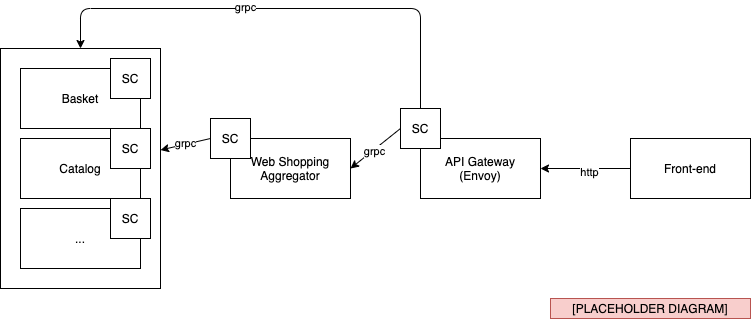 grpc
SC
Basket
SC
Catalog
SC
...
grpc
SC
Web Shopping
Aggregator
grpc
SC
API Gateway
(Envoy)
http
Front-end
[PLACEHOLDER DIAGRAM]